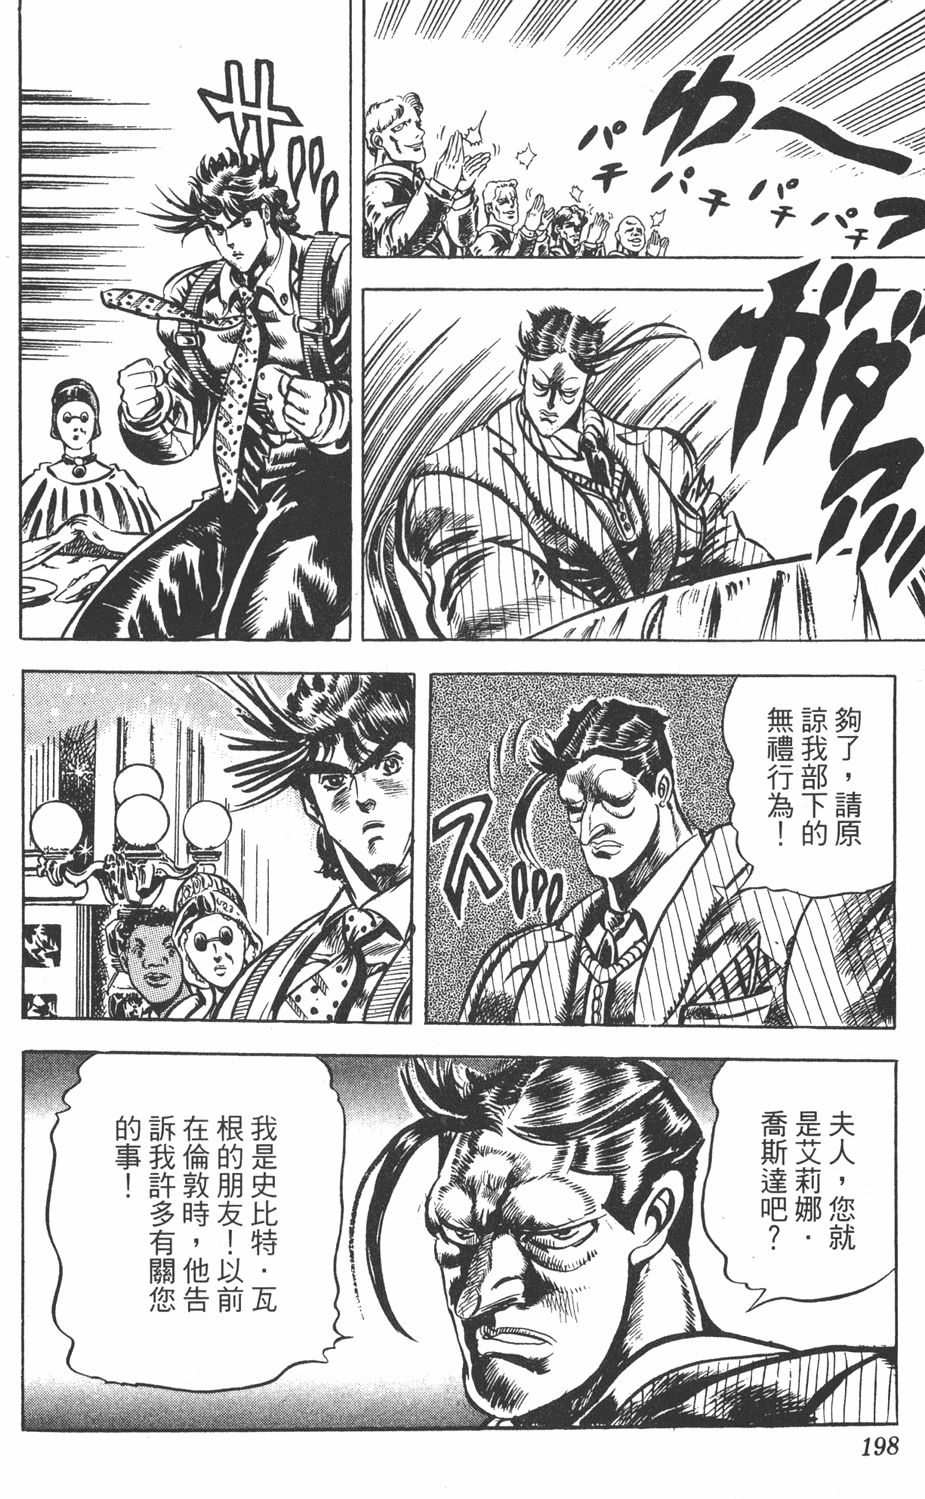 わ〜っ
パチ
パチ
パチ
パチ
ガダァッ
ザッ
夠了，請原
諒我部下的
無禮行為！
ス
夫人，您就
是艾莉娜．
喬斯達吧？
我是史比特．瓦
根的朋友！以前
在倫敦時，他告
訴我許多有關您
的事！
198